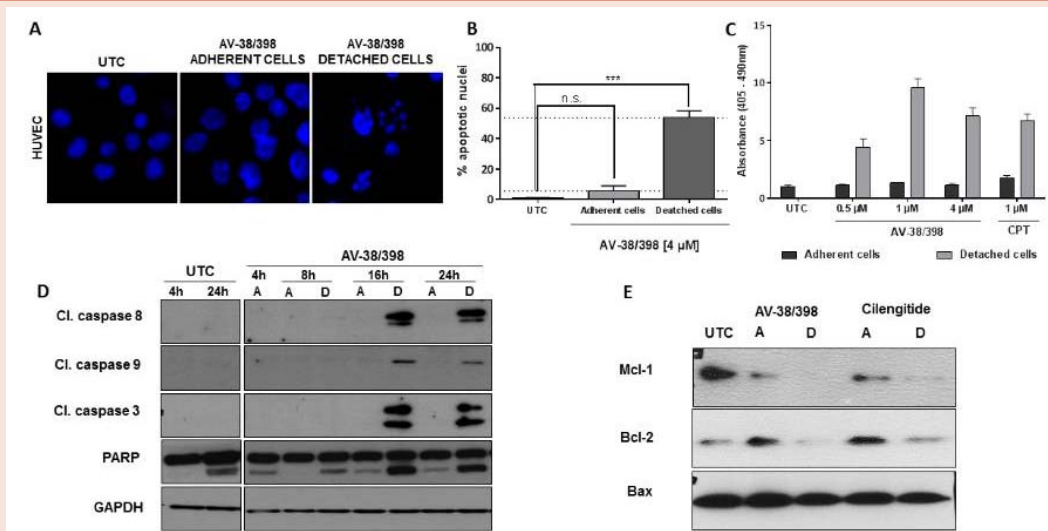 A
UTC
AV-38/398
ADHERENT CELLS
AV-38/398
DETACHED CELLS
HUVEC
B
% apoptotic nuclei
100
80
60
40
20
0
***
n.s.
UTC
Adherent cells
Deatched cells
AV-38/398 [4 µM]
C
Absorbance (405 - 490nm)
15
10
5
0
UTC
0.5 µM
1 µM
4 µM
1 µM
AV-38/398
CPT
Adherent cells
Detached cells
D
UTC
AV-38/398
4h
24h
4h
8h
16h
24h
A
A
D
A
D
A
D
Cl. caspase 8
Cl. caspase 9
Cl. caspase 3
PARP
GAPDH
E
UTC
AV-38/398
Cilengitide
A
D
A
D
Mcl-1
Bcl-2
Bax